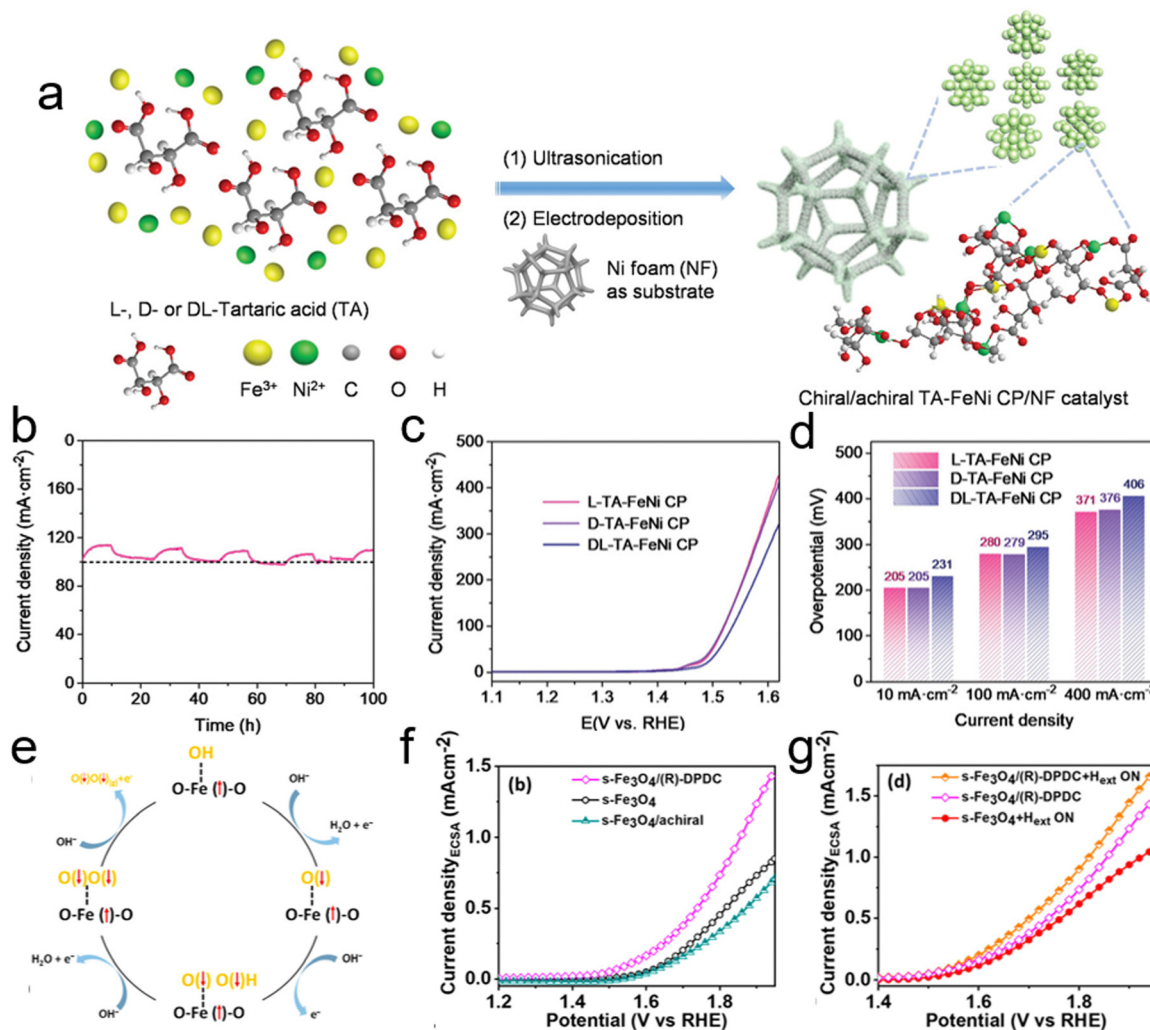 a
(1) Ultrasonication
(2) Electrodeposition
Ni foam (NF)
as substrate
L-, D- or DL-Tartaric acid (TA)
Fe³⁺ Ni²⁺ C O H
Chiral/achiral TA-FeNi CP/NF catalyst
b
Current density (mA·cm⁻²)
0
160
120
80
40
0
0 20 40 60 80 100
Time (h)
c
Current density (mA·cm⁻²)
500
400
300
200
100
0
L-TA-FeNi CP
D-TA-FeNi CP
DL-TA-FeNi CP
1.1 1.2 1.3 1.4 1.5 1.6
E(V vs. RHE)
d
Overpotential (mV)
500
400
300
200
100
0
L-TA-FeNi CP
D-TA-FeNi CP
DL-TA-FeNi CP
205 205 231
280 279 295
371 376 406
10 mA·cm⁻² 100 mA·cm⁻² 400 mA·cm⁻²
Current density
e
OH
O-Fe (↑)-O
OH⁻
H₂O + e⁻
O(↓)
O-Fe (↑)-O
OH⁻
e⁻
O(↓) O(↓)H
O-Fe (↑)-O
OH⁻
H₂O + e⁻
O(↓)O(↓)
O-Fe (↑)-O
OH⁻
O(↓)O(↓)(g)+e⁻
f
(b)
Current density_ECSA (mAcm⁻²)
1.5
1.0
0.5
0.0
s-Fe₃O₄/(R)-DPDC
s-Fe₃O₄
s-Fe₃O₄/achiral
1.2 1.4 1.6 1.8
Potential (V vs RHE)
g
(d)
Current density_ECSA (mAcm⁻²)
1.5
1.0
0.5
0.0
s-Fe₃O₄/(R)-DPDC+H_ext ON
s-Fe₃O₄/(R)-DPDC
s-Fe₃O₄+H_ext ON
1.4 1.6 1.8
Potential (V vs RHE)